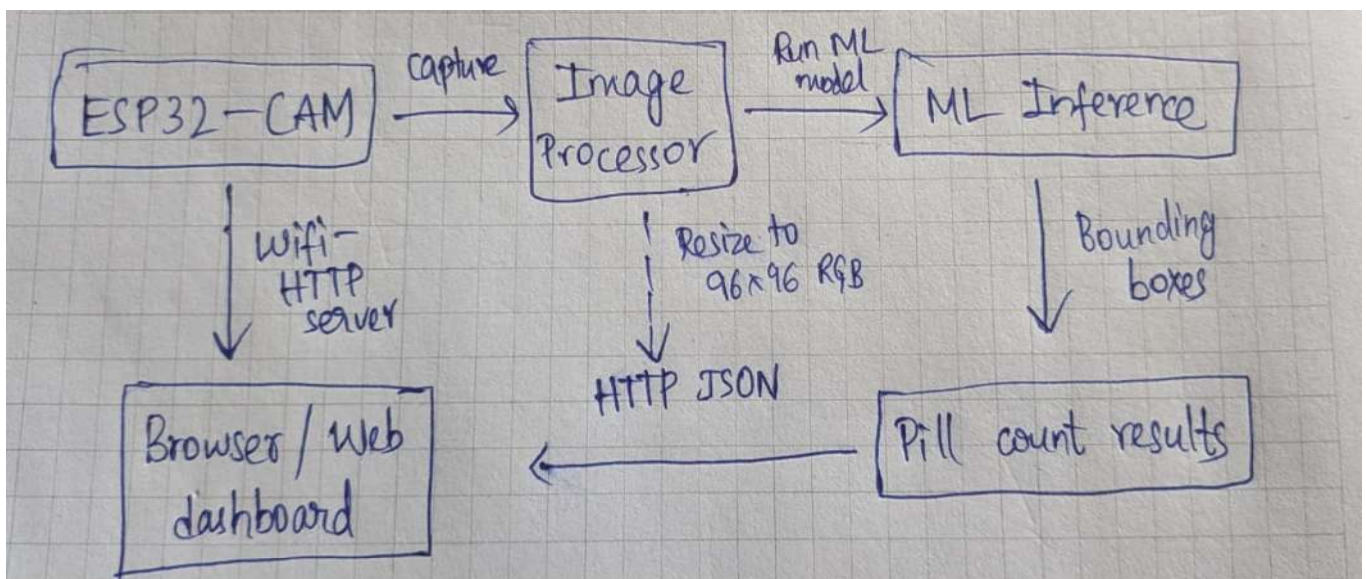 ESP32-CAM
capture
Image
Processor
Run ML
model
ML Inference
Wifi-
HTTP
server
Resize to
96x96 RGB
Bounding
boxes
Browser / Web
dashboard
HTTP JSON
Pill count results